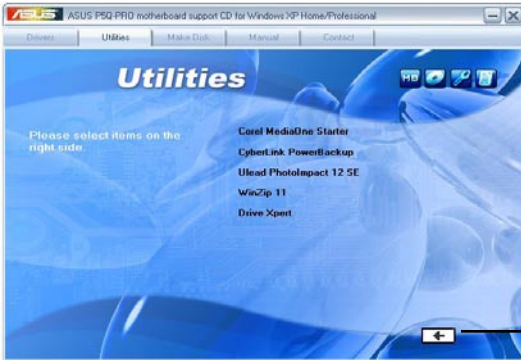 ASUS P5Q-PRO motherboard support CD for Windows XP Home/Professional
Drivers Utilities Make Disk Manual Contact
Utilities
Please select items on the right side.
Corel MediaOne Starter
CyberLink PowerBackup
Ulead PhotoImpact 12 SE
WinZip 11
Drive Xpert